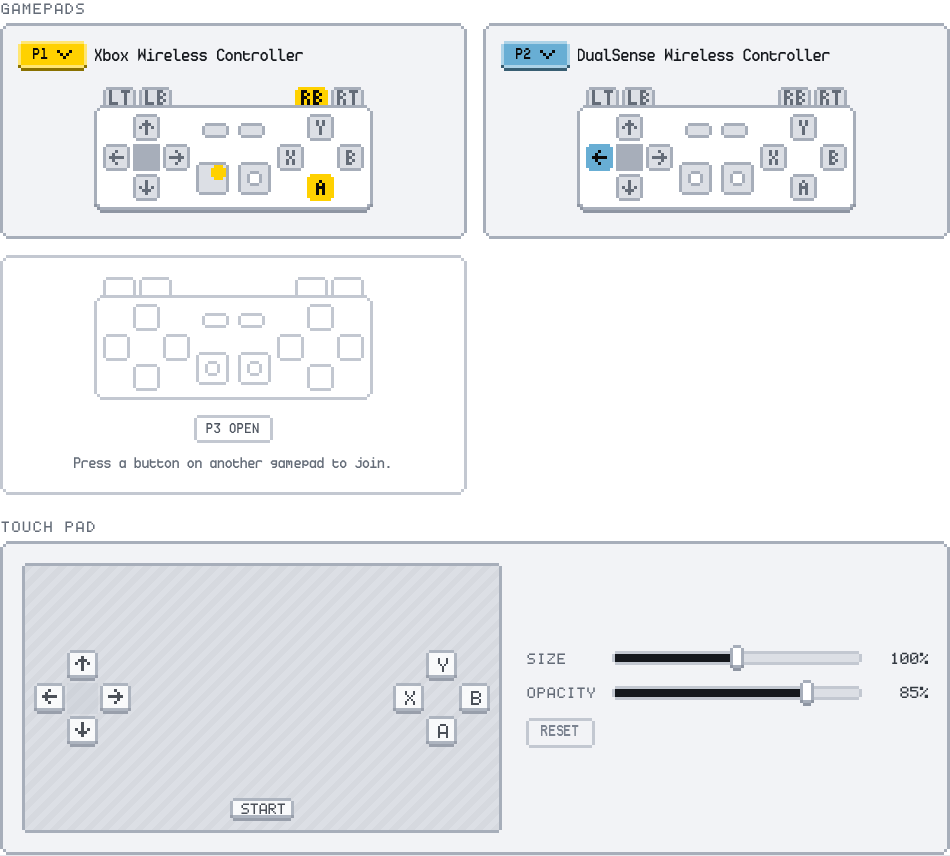 GAMEPADS
P1 Xbox Wireless Controller
LT LB RB RT
Y
X B
A
P2 DualSense Wireless Controller
LT LB RB RT
Y
X B
A
P3 OPEN
Press a button on another gamepad to join.
TOUCH PAD
Y
X B
A
START
SIZE 100%
OPACITY 85%
RESET